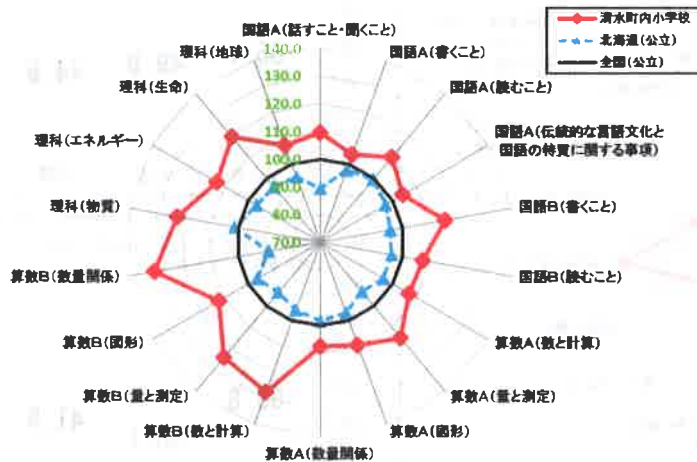 清水町内小学校
北海道(公立)
全国(公立)
国語A(話すこと・聞くこと)
国語A(書くこと)
国語A(読むこと)
国語A(伝統的な言語文化と
国語の特質に関する事項)
国語B(書くこと)
国語B(読むこと)
算数A(数と計算)
算数A(量と測定)
算数A(図形)
算数A(数量関係)
算数B(数と計算)
算数B(量と測定)
算数B(図形)
算数B(数量関係)
理科(物質)
理科(エネルギー)
理科(生命)
理科(地球)
140.0
130.0
120.0
110.0
100.0
90.0
80.0
70.0